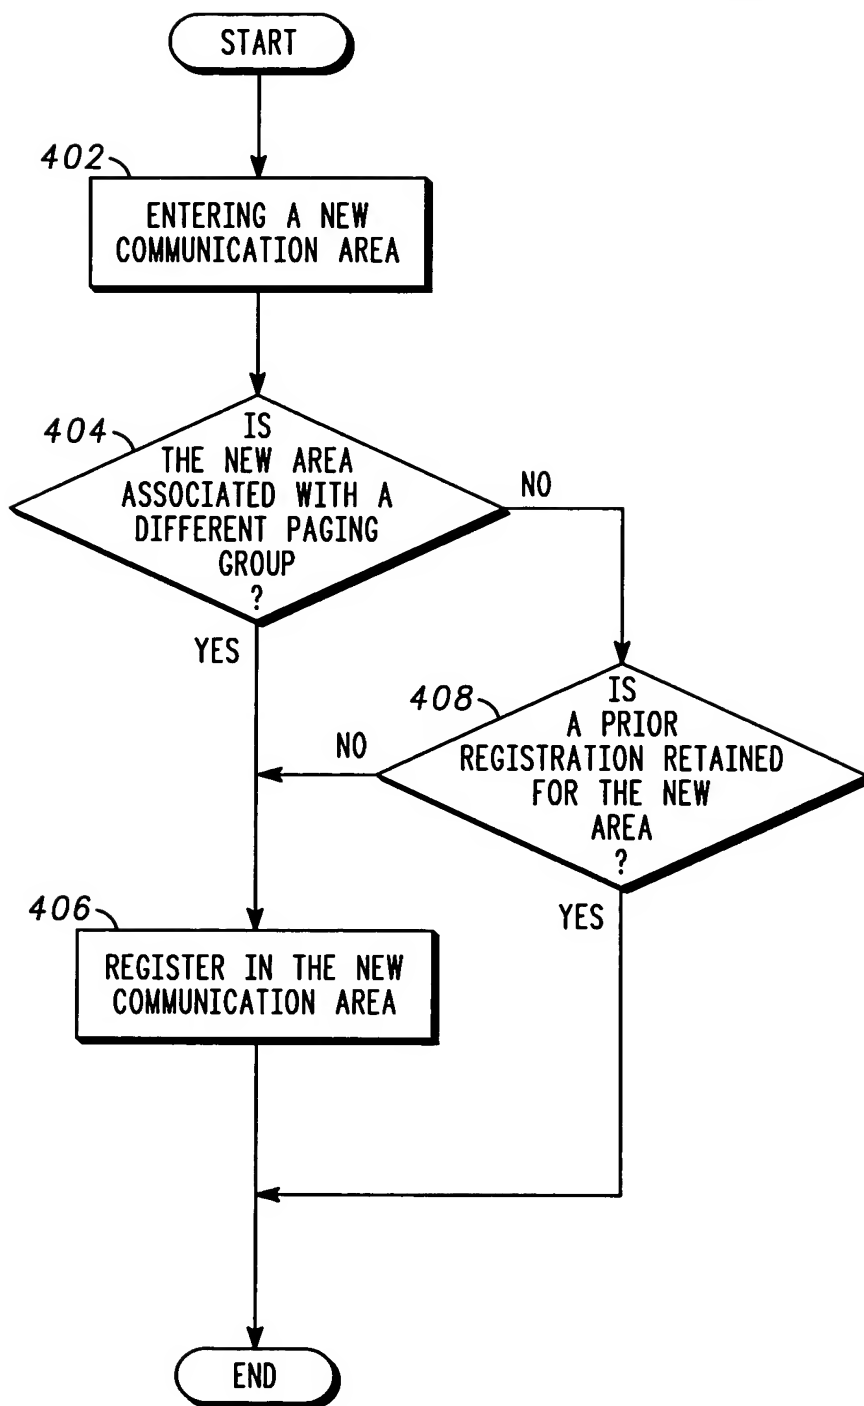 START
402
ENTERING A NEW
COMMUNICATION AREA
404
IS
THE NEW AREA
ASSOCIATED WITH A
DIFFERENT PAGING
GROUP
?
NO
YES
408
IS
A PRIOR
REGISTRATION RETAINED
FOR THE NEW
AREA
?
NO
YES
406
REGISTER IN THE NEW
COMMUNICATION AREA
END